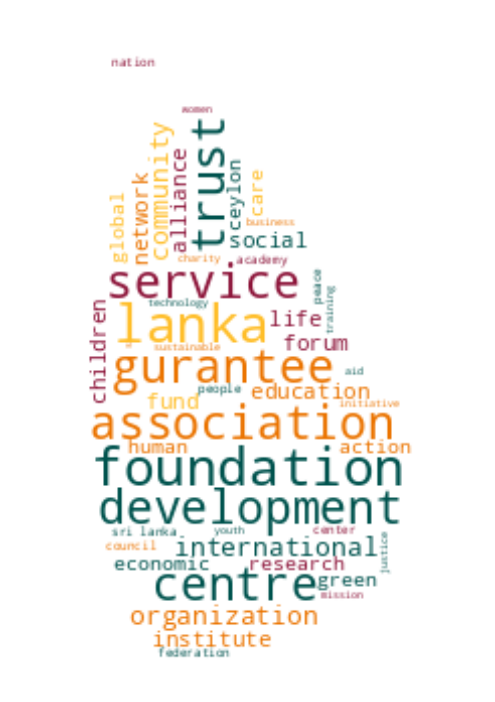 nation
women
trust
community
alliance
ceylon
network
care
global
business
social
charity
academy
service
peace
technology
training
children
lanka
life
forum
sustainable
gurantee
aid
people
education
fund
initiative
association
human
action
foundation
development
sri lanka
youth
center
council
international
justice
economic
research
centre
green
mission
organization
institute
federation